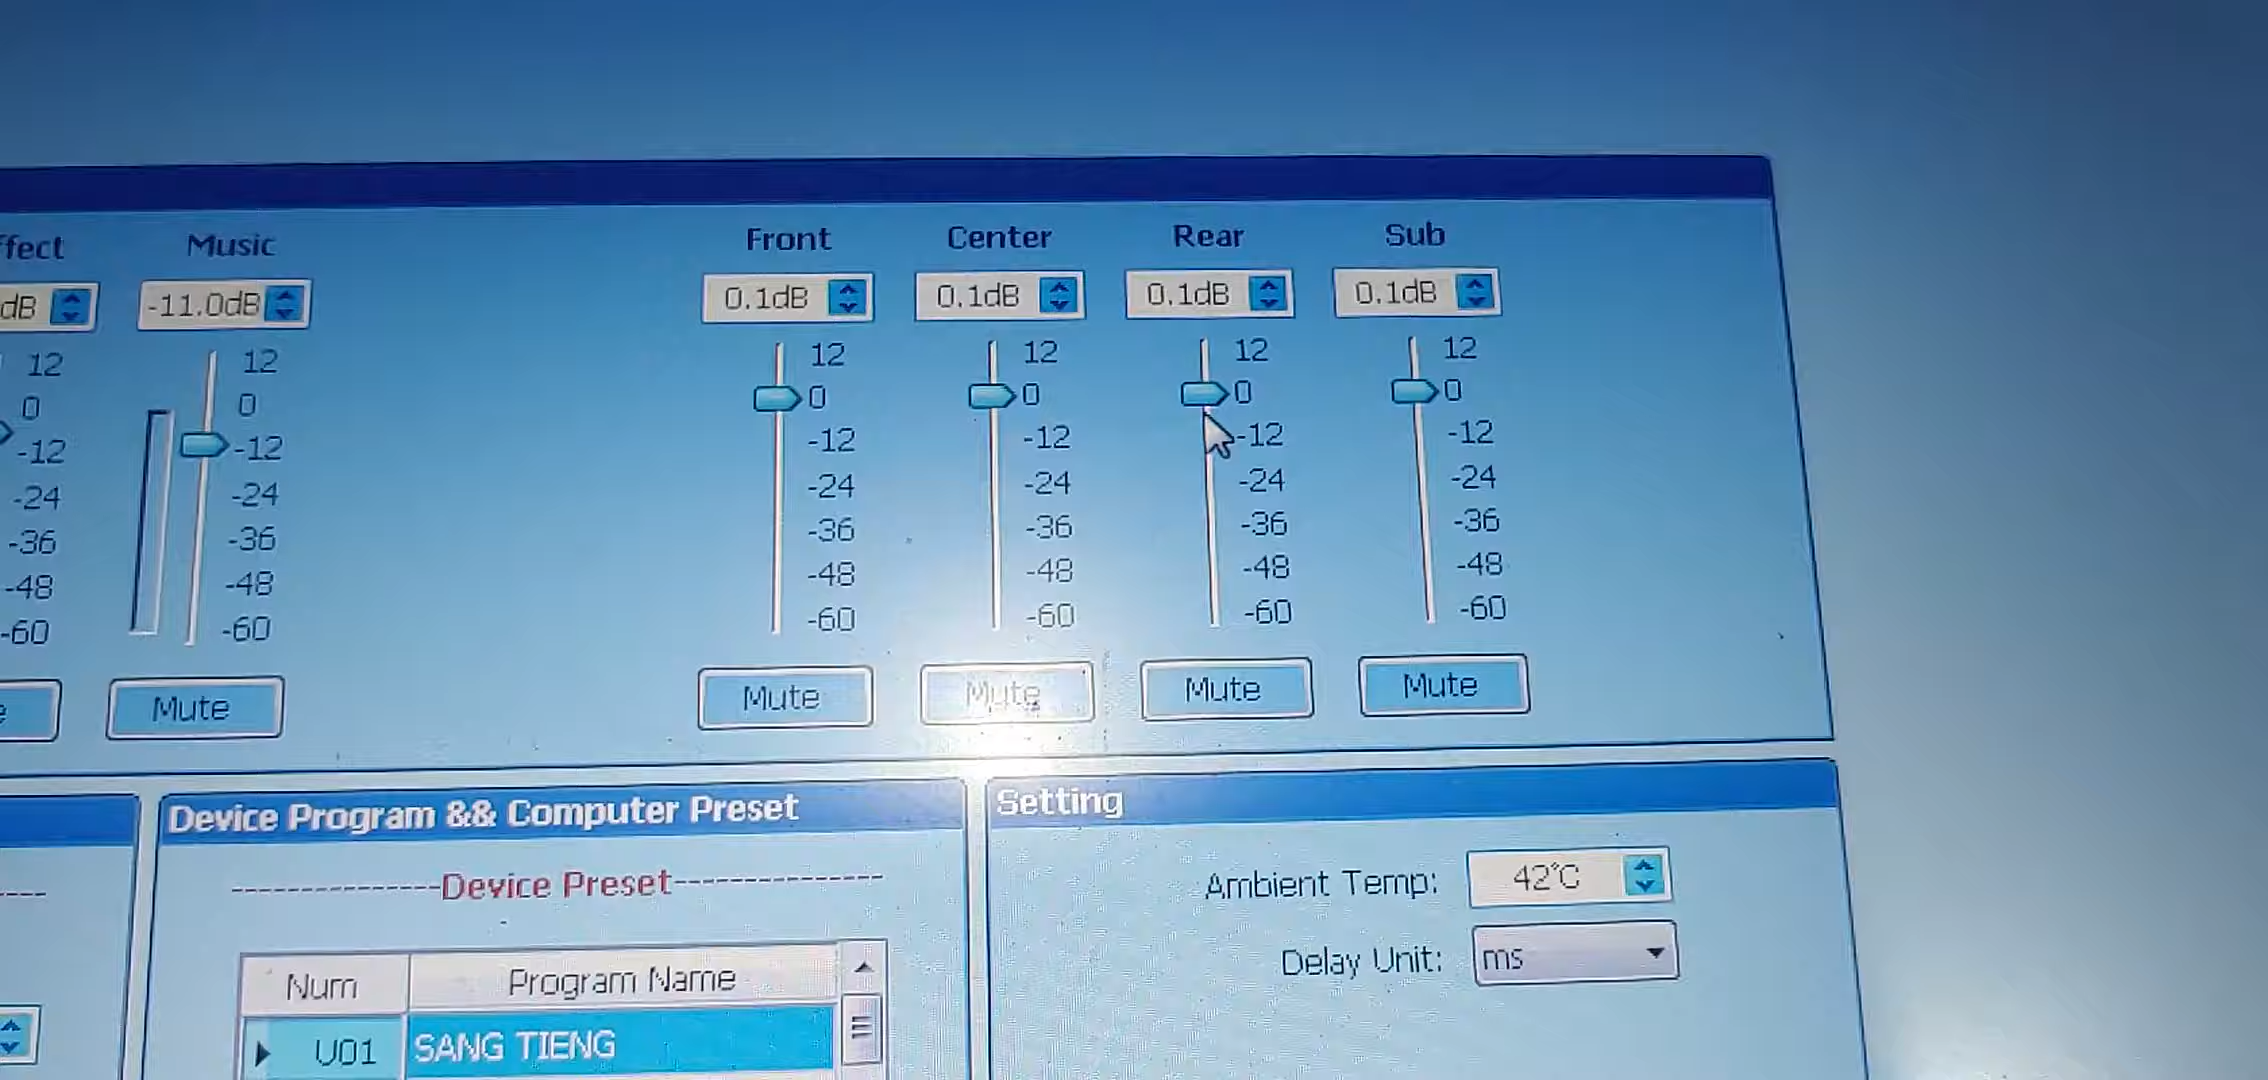 ffect Music Front Center Rear Sub
dB -11.0dB 0.1dB 0.1dB 0.1dB 0.1dB
12 12 12 12 12 12
0 0 0 0 0 0
-12 -12 -12 -12 -12 -12
-24 -24 -24 -24 -24 -24
-36 -36 -36 -36 -36 -36
-48 -48 -48 -48 -48 -48
-60 -60 -60 -60 -60 -60
e Mute Mute Mute Mute Mute
Device Program && Computer Preset
Device Preset
Num Program Name
U01 SANG TIENG
Setting
Ambient Temp: 42°C
Delay Unit: ms